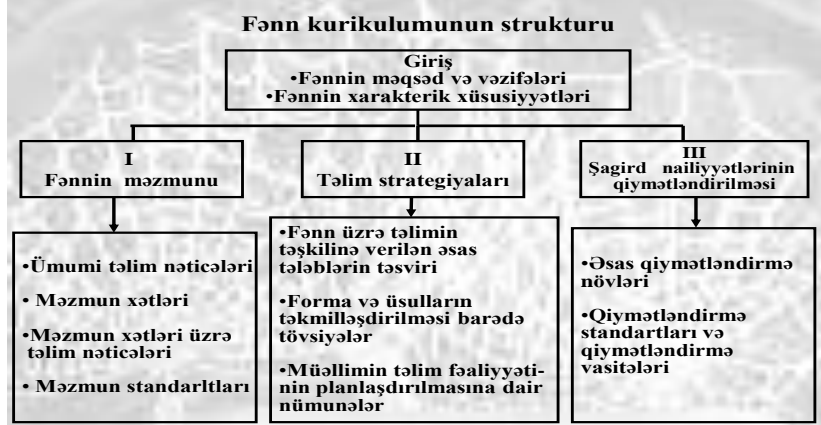 Fənn kurikulumunun strukturu
Giriş
•Fənnin məqsəd və vəzifələri
•Fənnin xarakterik xüsusiyyətləri
I
Fənnin məzmunu
II
Təlim strategiyaları
III
Şagird nailiyyətlərinin
qiymətləndirilməsi
•Ümumi təlim nəticələri
• Məzmun xətləri
•Məzmun xətləri üzrə
təlim nəticələri
• Məzmun standarltları
•Fənn üzrə təlimin
təşkilinə verilən əsas
tələblərin təsviri
•Forma və üsulların
təkmilləşdirilməsi barədə
tövsiyələr
•Müəllimin təlim fəaliyyəti-
nin planlaşdırılmasına dair
nümunələr
•Əsas qiymətləndirmə
növləri
•Qiymətləndirmə
standartları və
qiymətləndirmə
vasitələri